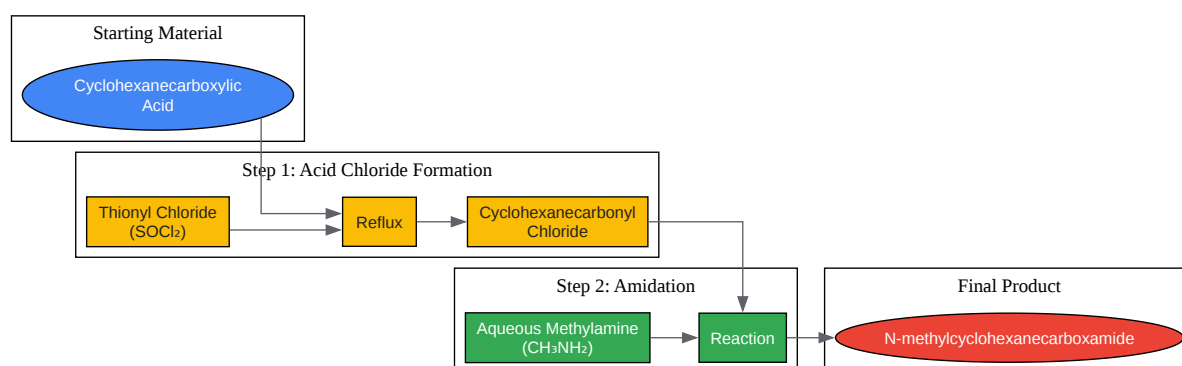 Starting Material
Cyclohexanecarboxylic
Acid
Step 1: Acid Chloride Formation
Thionyl Chloride
(SOCl₂)
Reflux
Cyclohexanecarbonyl
Chloride
Step 2: Amidation
Aqueous Methylamine
(CH₃NH₂)
Reaction
Final Product
N-methylcyclohexanecarboxamide